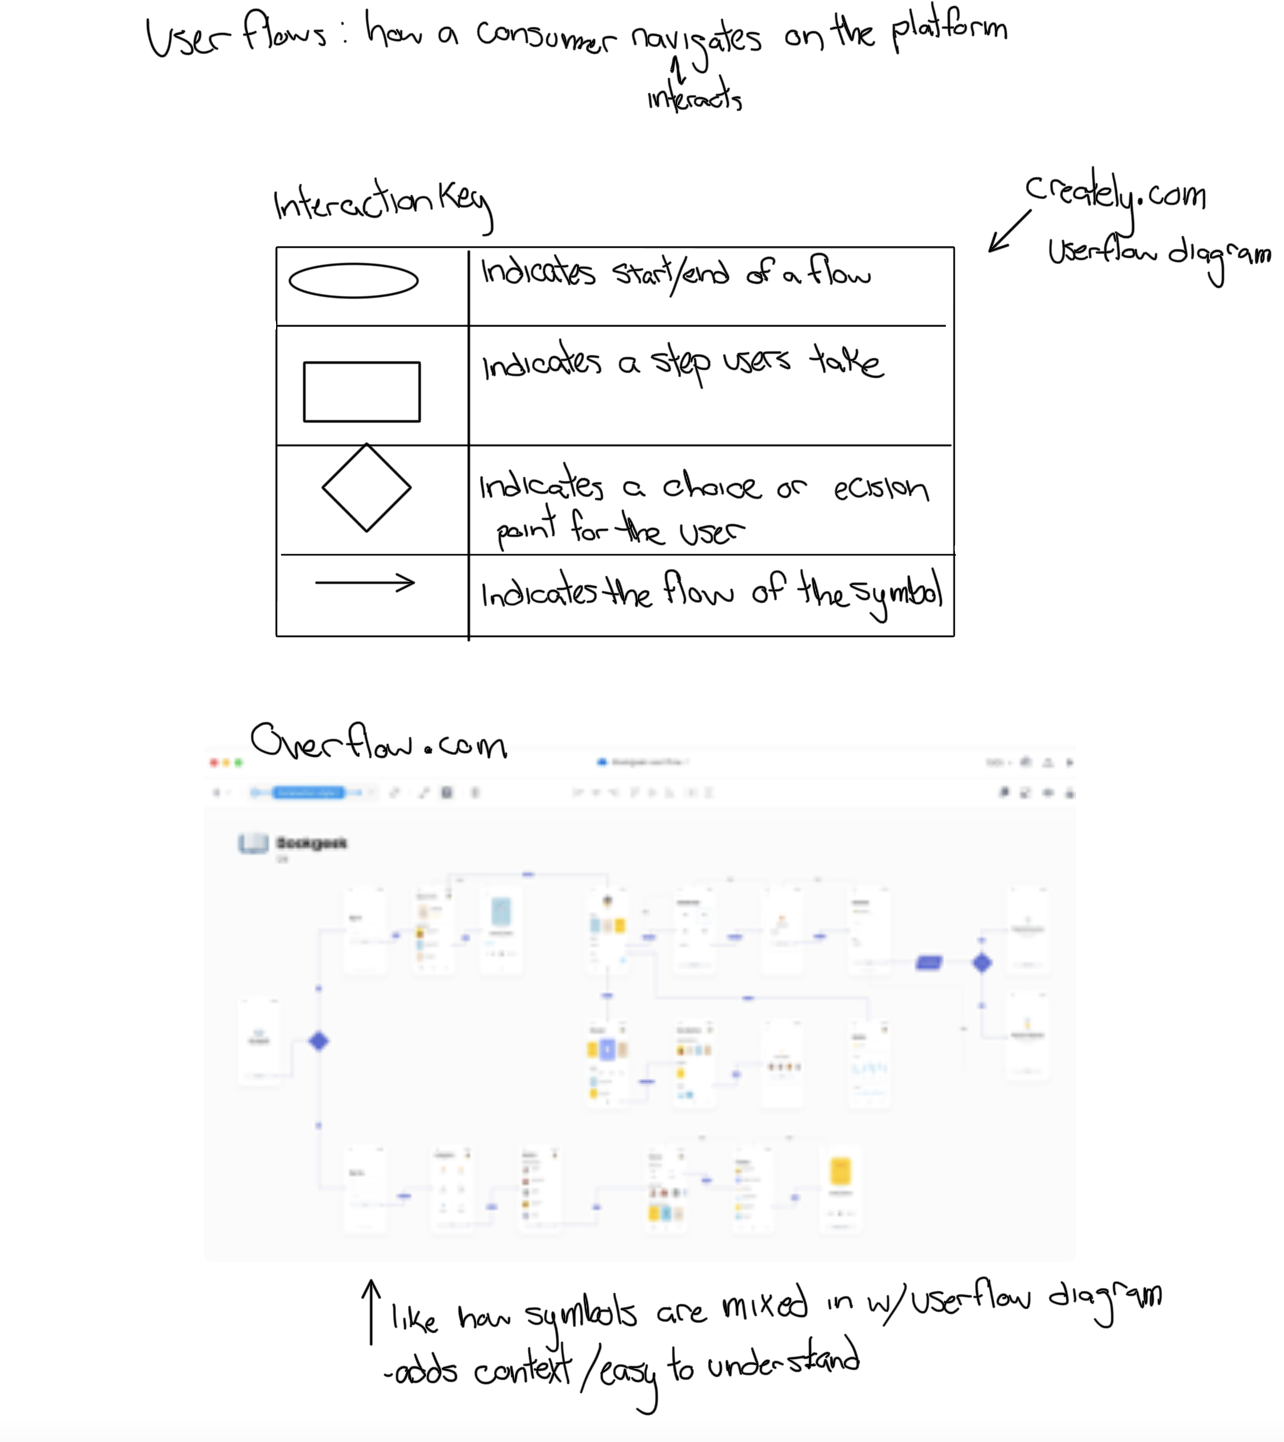 User flows: how a consumer navigates on the platform
interacts
Interaction Key
creately.com
Userflow diagram
Indicates start/end of a flow
Indicates a step users take
Indicates a choice or ecision
point for the user
Indicates the flow of the symbol
Overflow.com
Bookgeek
like how symbols are mixed in w/userflow diagram
-adds context/easy to understand